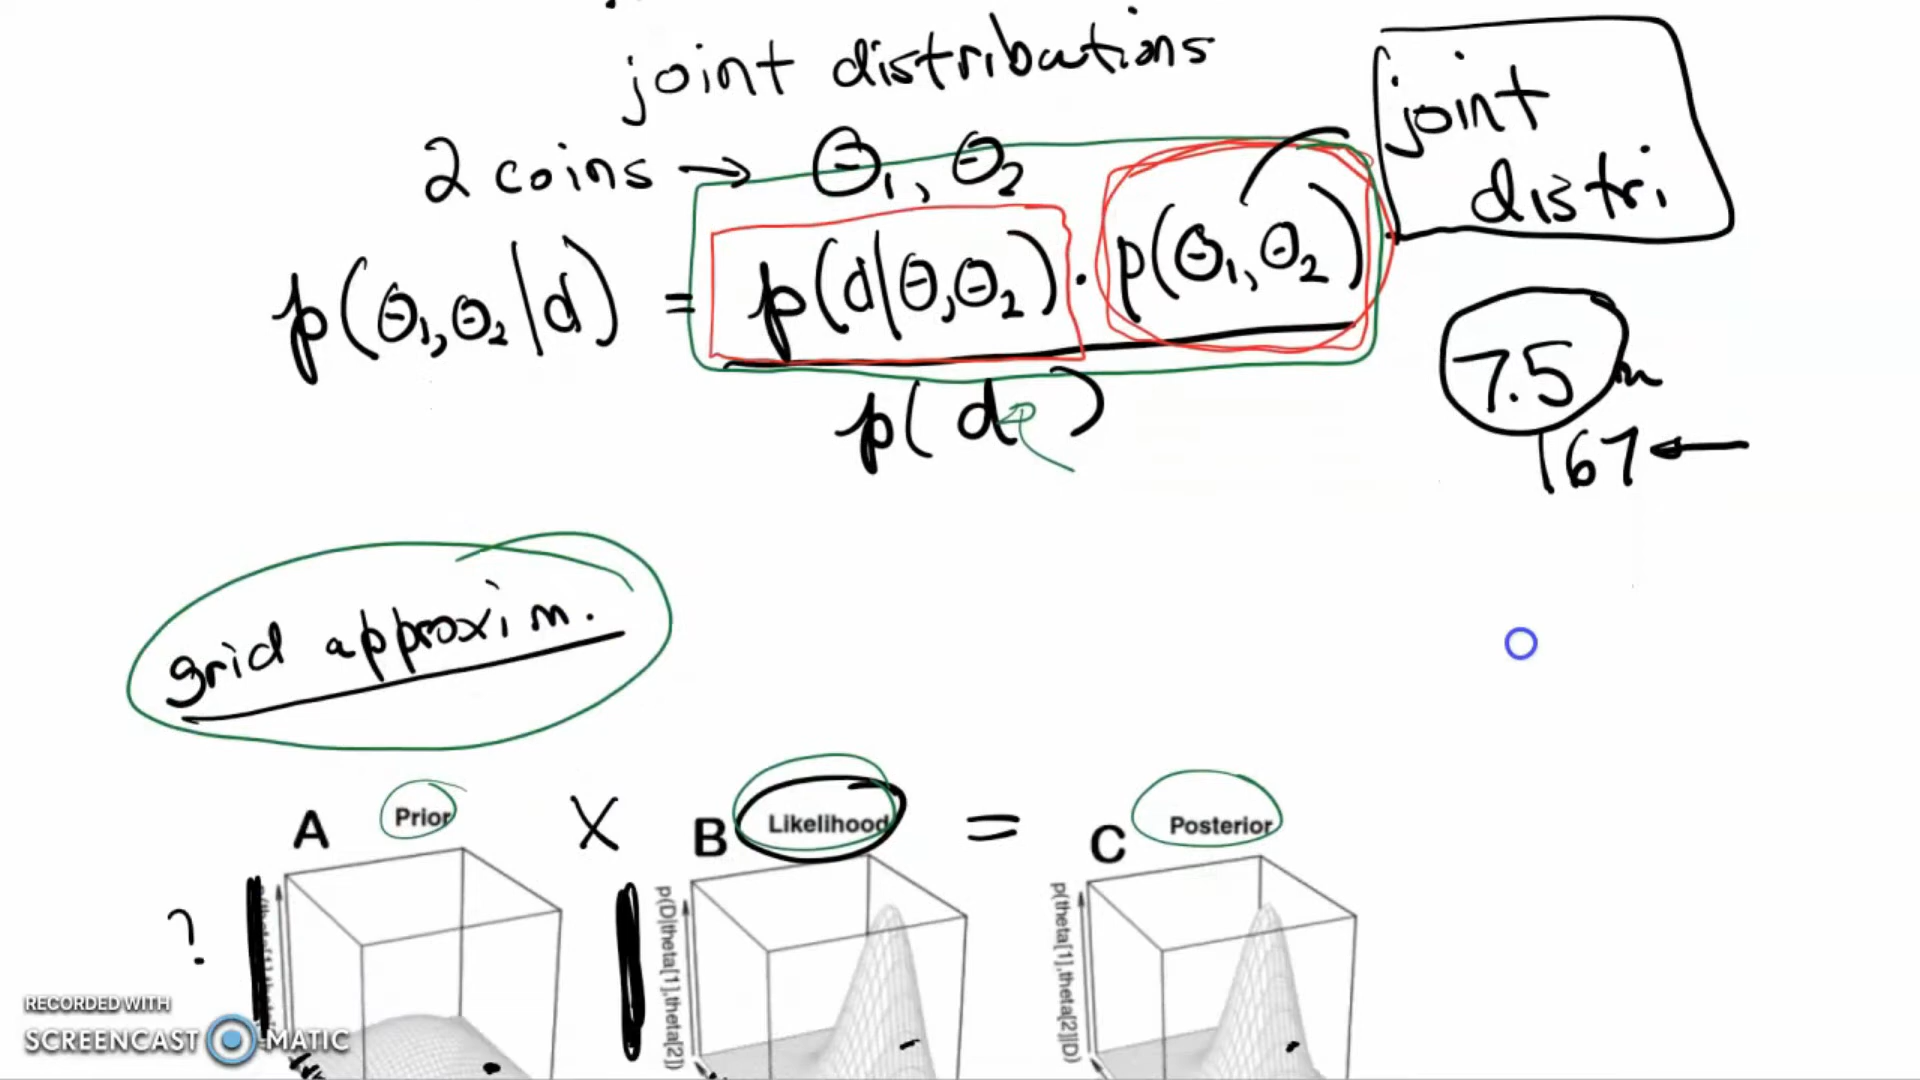 joint distributions
joint
distri
2 coins → Θ₁, Θ₂
p(Θ₁,Θ₂|d) = p(d|Θ,Θ₂) · p(Θ₁,Θ₂)
p(d)
7.5 m
167 ←
grid approxim.
A Prior X B Likelihood = C Posterior
?
p(D|theta[1],theta[2])
p(theta[1],theta[2]|D)
RECORDED WITH
SCREENCAST MATIC